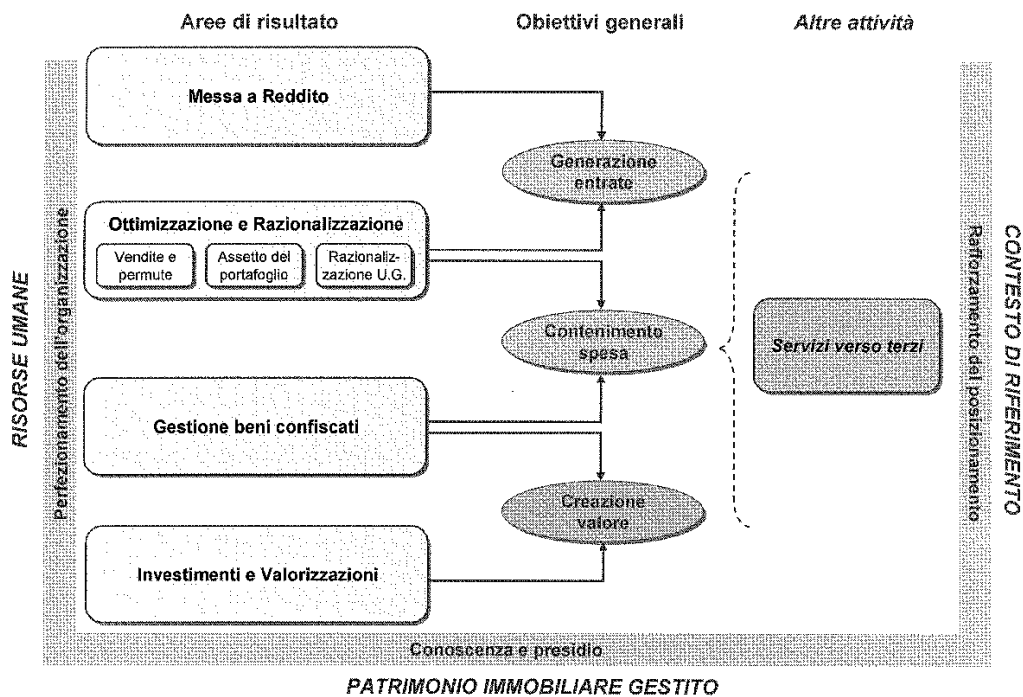 Aree di risultato
Obiettivi generali
Altre attività
Messa a Reddito
Generazione
entrate
Ottimizzazione e Razionalizzazione
Vendite e
permute
Assetto del
portafoglio
Razionaliz-
zazione U.G.
Contenimento
spesa
Servizi verso terzi
Gestione beni confiscati
Creazione
valore
Investimenti e Valorizzazioni
RISORSE UMANE
Perfezionamento dell'organizzazione
Rafforzamento del posizionamento
CONTESTO DI RIFERIMENTO
Conoscenza e presidio
PATRIMONIO IMMOBILIARE GESTITO